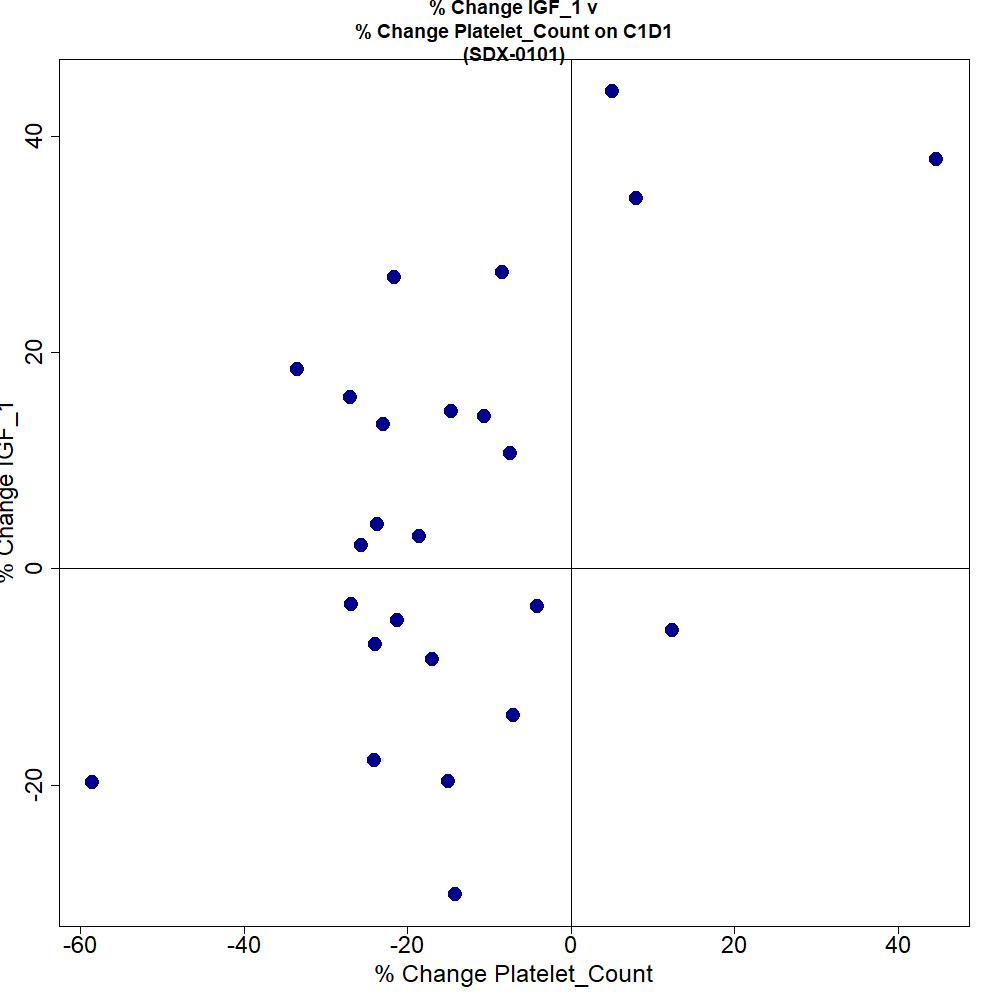 % Change IGF_1 v
% Change Platelet_Count on C1D1
(SDX-0101)
% Change IGF_1
40
20
0
-20
-60
-40
-20
0
20
40
% Change Platelet_Count